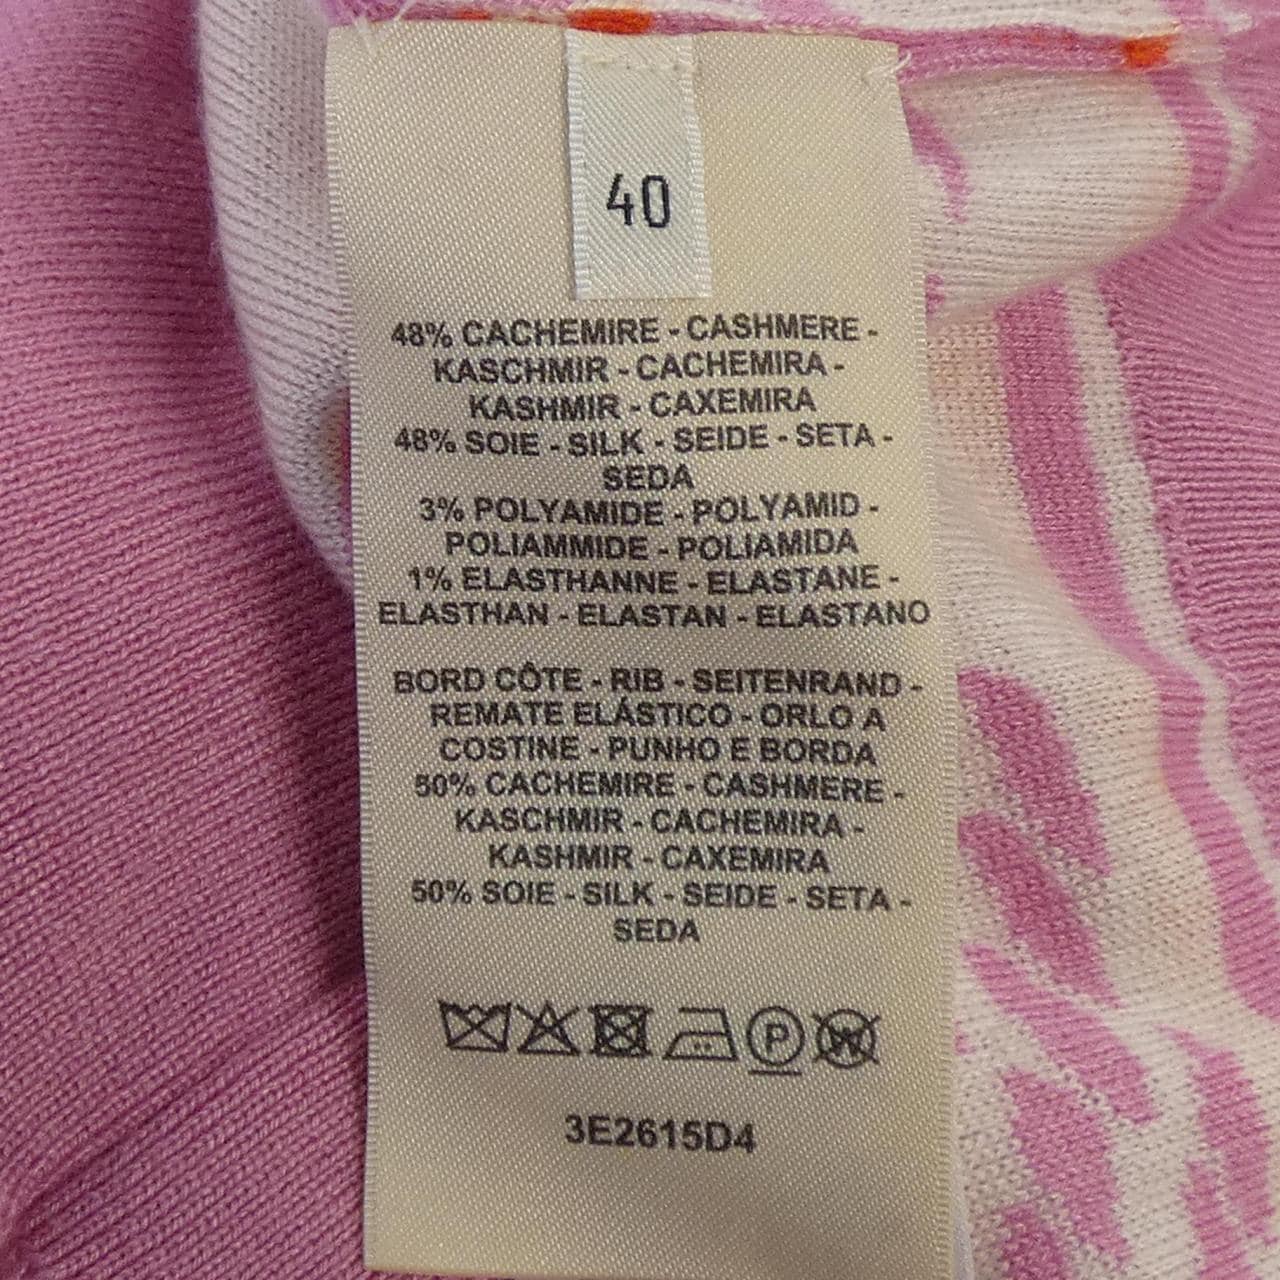 40
48% CACHEMIRE - CASHMERE -
KASCHMIR - CACHEMIRA -
KASHMIR - CAXEMIRA
48% SOIE - SILK - SEIDE - SETA -
SEDA
3% POLYAMIDE - POLYAMID -
POLIAMMIDE - POLIAMIDA
1% ELASTHANNE - ELASTANE -
ELASTHAN - ELASTAN - ELASTANO
BORD CÔTE - RIB - SEITENRAND -
REMATE ELÁSTICO - ORLO A
COSTINE - PUNHO E BORDA
50% CACHEMIRE - CASHMERE -
KASCHMIR - CACHEMIRA -
KASHMIR - CAXEMIRA
50% SOIE - SILK - SEIDE - SETA -
SEDA
P W
3E2615D4